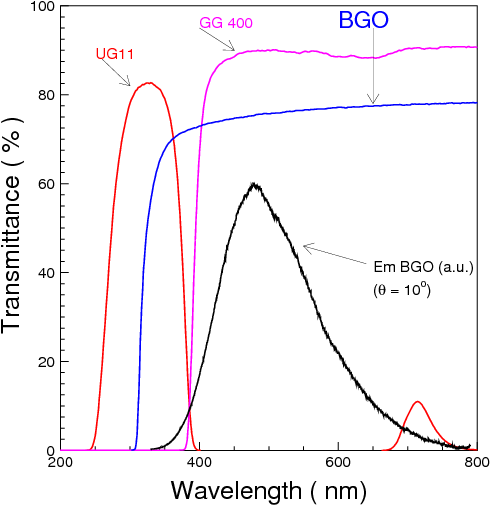 100
80
60
40
20
0
Transmittance ( % )
UG11
GG 400
BGO
Em BGO (a.u.)
(θ = 10⁰)
200
400
600
800
Wavelength ( nm)